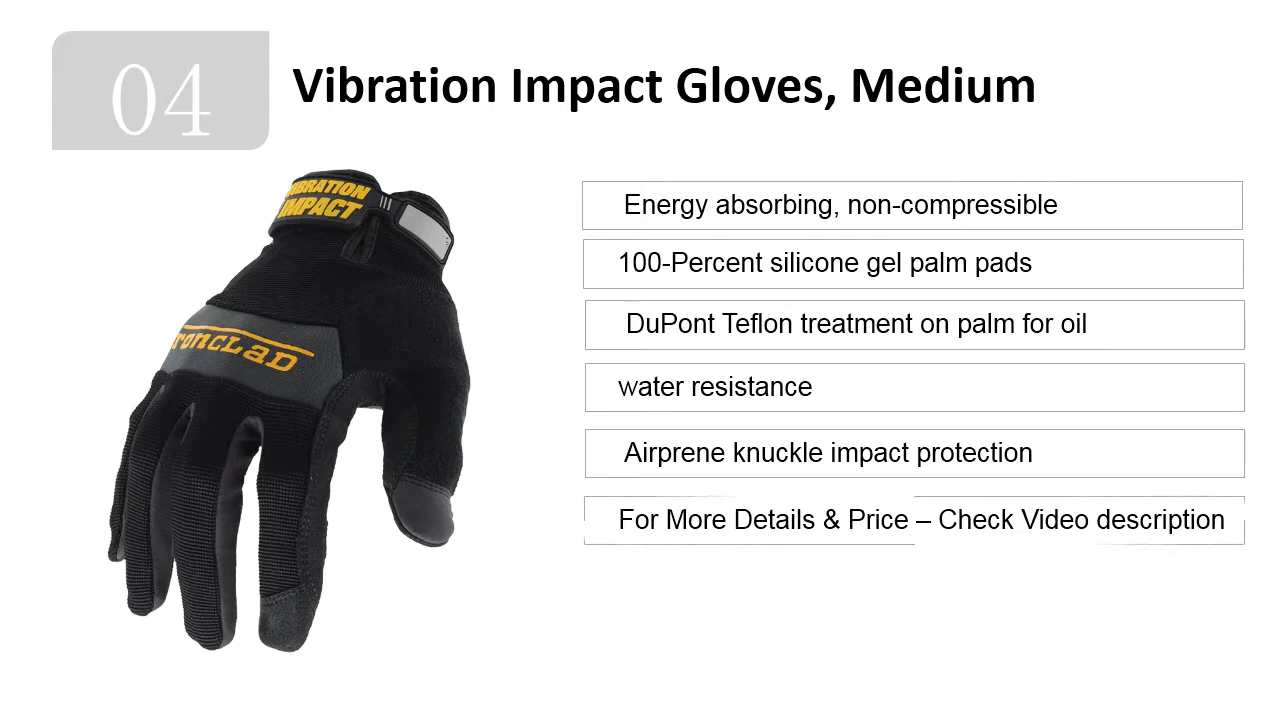 04
Vibration Impact Gloves, Medium
VIBRATION
IMPACT
IRONCLAD
Energy absorbing, non-compressible
100-Percent silicone gel palm pads
DuPont Teflon treatment on palm for oil
water resistance
Airprene knuckle impact protection
For More Details & Price – Check Video description